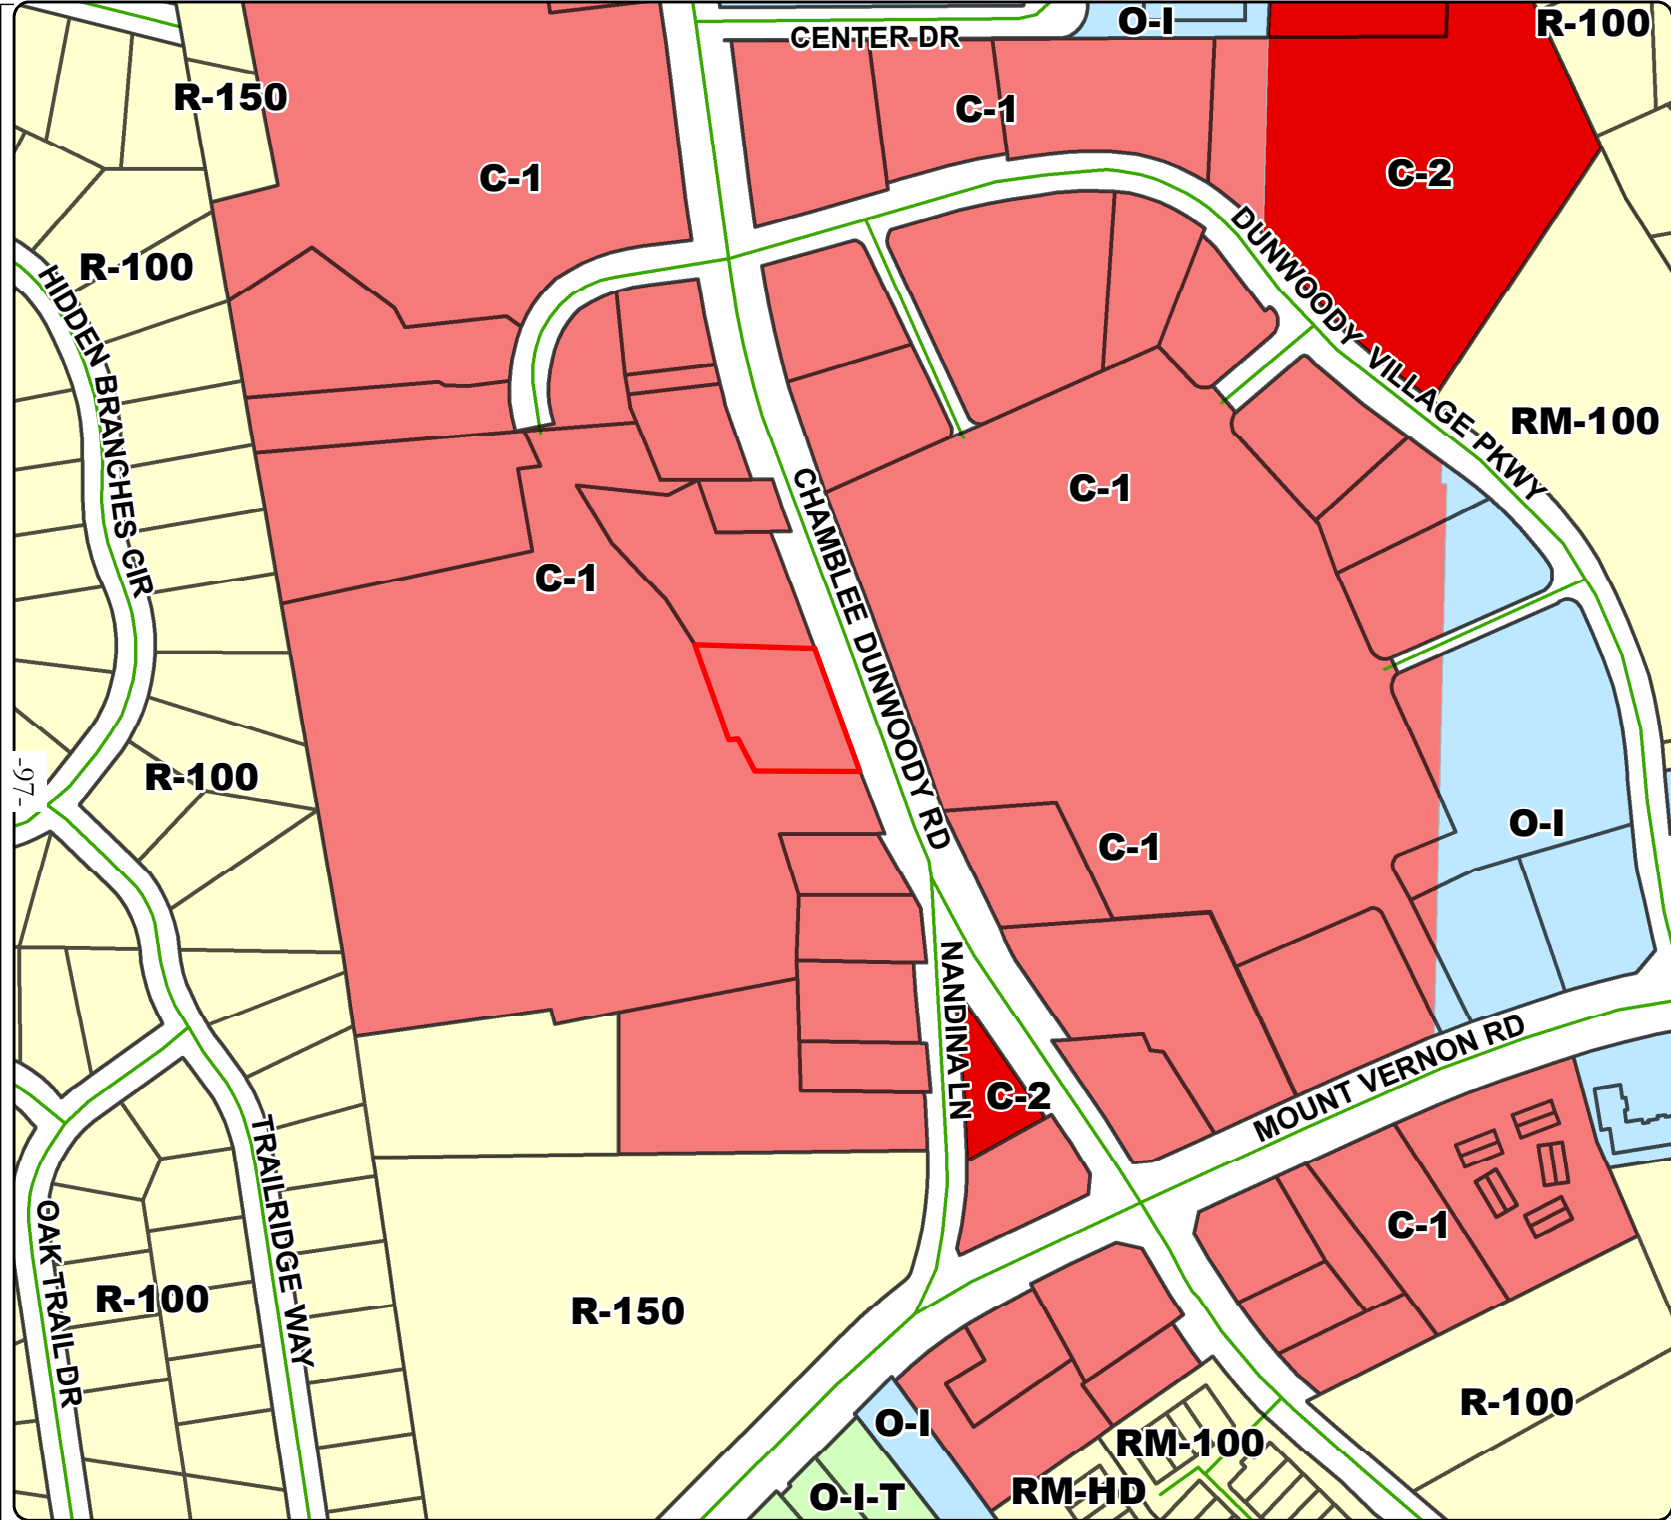 O-I
R-100
CENTER DR
R-150
C-1
C-1
C-2
R-100
DUNWOODY VILLAGE PKWY
HIDDEN BRANCHES CIR
RM-100
C-1
CHAMBLEE DUNWOODY RD
C-1
-97-
R-100
O-I
C-1
NANDINA LN
C-2
MOUNT VERNON RD
TRAILRIDGE WAY
OAK TRAIL DR
C-1
R-100
R-150
R-100
O-I
RM-100
RM-HD
O-I-T